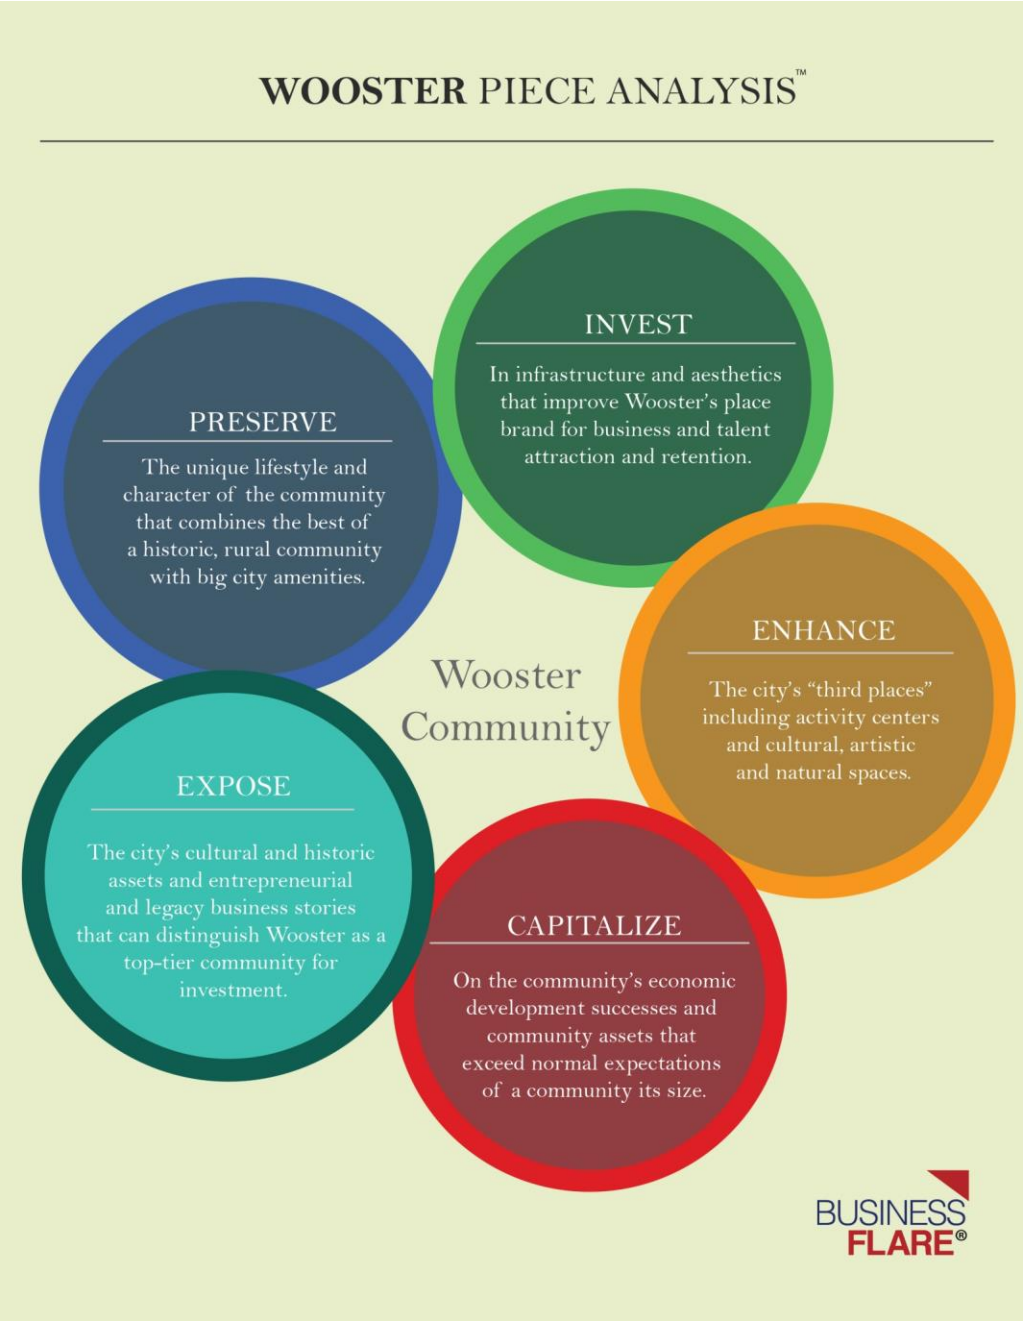 WOOSTER PIECE ANALYSIS™
PRESERVE
The unique lifestyle and
character of the community
that combines the best of
a historic, rural community
with big city amenities.
INVEST
In infrastructure and aesthetics
that improve Wooster's place
brand for business and talent
attraction and retention.
ENHANCE
The city's “third places”
including activity centers
and cultural, artistic
and natural spaces.
Wooster
Community
EXPOSE
The city's cultural and historic
assets and entrepreneurial
and legacy business stories
that can distinguish Wooster as a
top-tier community for
investment.
CAPITALIZE
On the community's economic
development successes and
community assets that
exceed normal expectations
of a community its size.
BUSINESS
FLARE®